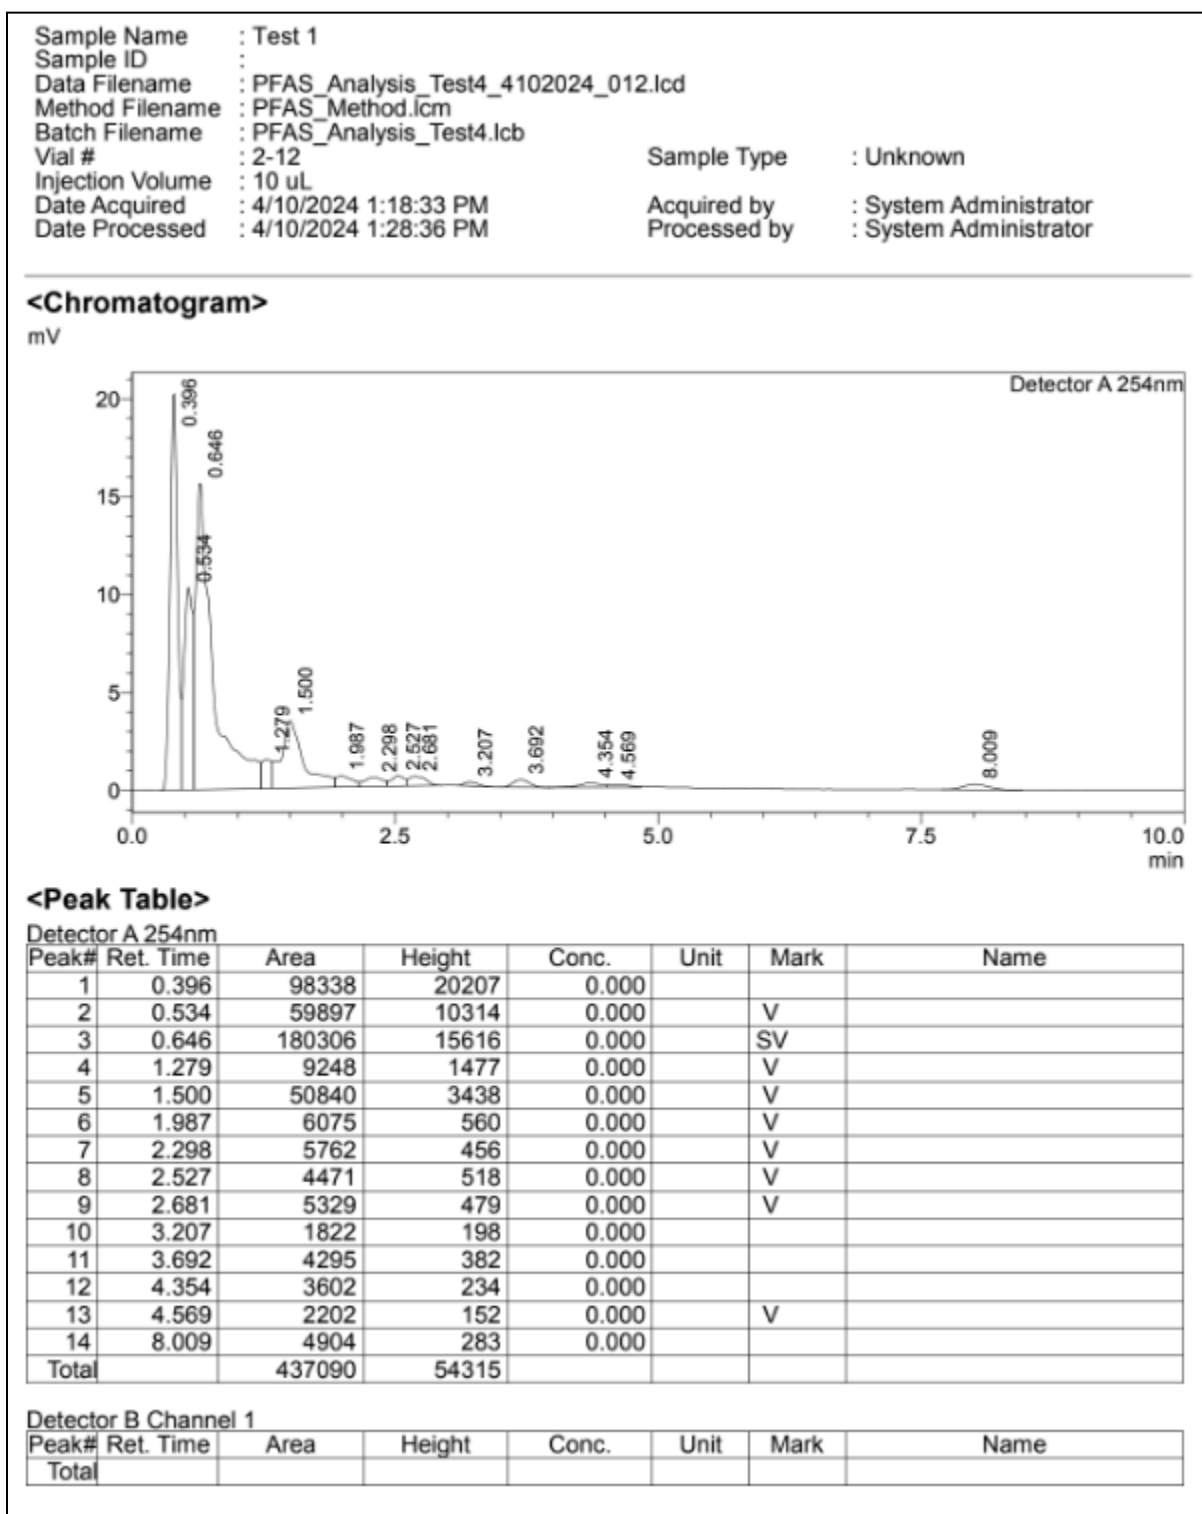 Sample Name : Test 1
Sample ID :
Data Filename : PFAS_Analysis_Test4_4102024_012.lcd
Method Filename : PFAS_Method.lcm
Batch Filename : PFAS_Analysis_Test4.lcb
Vial # : 2-12 Sample Type : Unknown
Injection Volume : 10 uL
Date Acquired : 4/10/2024 1:18:33 PM Acquired by : System Administrator
Date Processed : 4/10/2024 1:28:36 PM Processed by : System Administrator
<Chromatogram>
mV
Detector A 254nm
20
15
10
5
0
0.396
0.534
0.646
1.279
1.500
1.987
2.298
2.527
2.681
3.207
3.692
4.354
4.569
8.009
0.0 2.5 5.0 7.5 10.0
min
<Peak Table>
Detector A 254nm
Peak# Ret. Time Area Height Conc. Unit Mark Name
1 0.396 98338 20207 0.000
2 0.534 59897 10314 0.000 V
3 0.646 180306 15616 0.000 SV
4 1.279 9248 1477 0.000 V
5 1.500 50840 3438 0.000 V
6 1.987 6075 560 0.000 V
7 2.298 5762 456 0.000 V
8 2.527 4471 518 0.000 V
9 2.681 5329 479 0.000 V
10 3.207 1822 198 0.000
11 3.692 4295 382 0.000
12 4.354 3602 234 0.000
13 4.569 2202 152 0.000 V
14 8.009 4904 283 0.000
Total 437090 54315
Detector B Channel 1
Peak# Ret. Time Area Height Conc. Unit Mark Name
Total